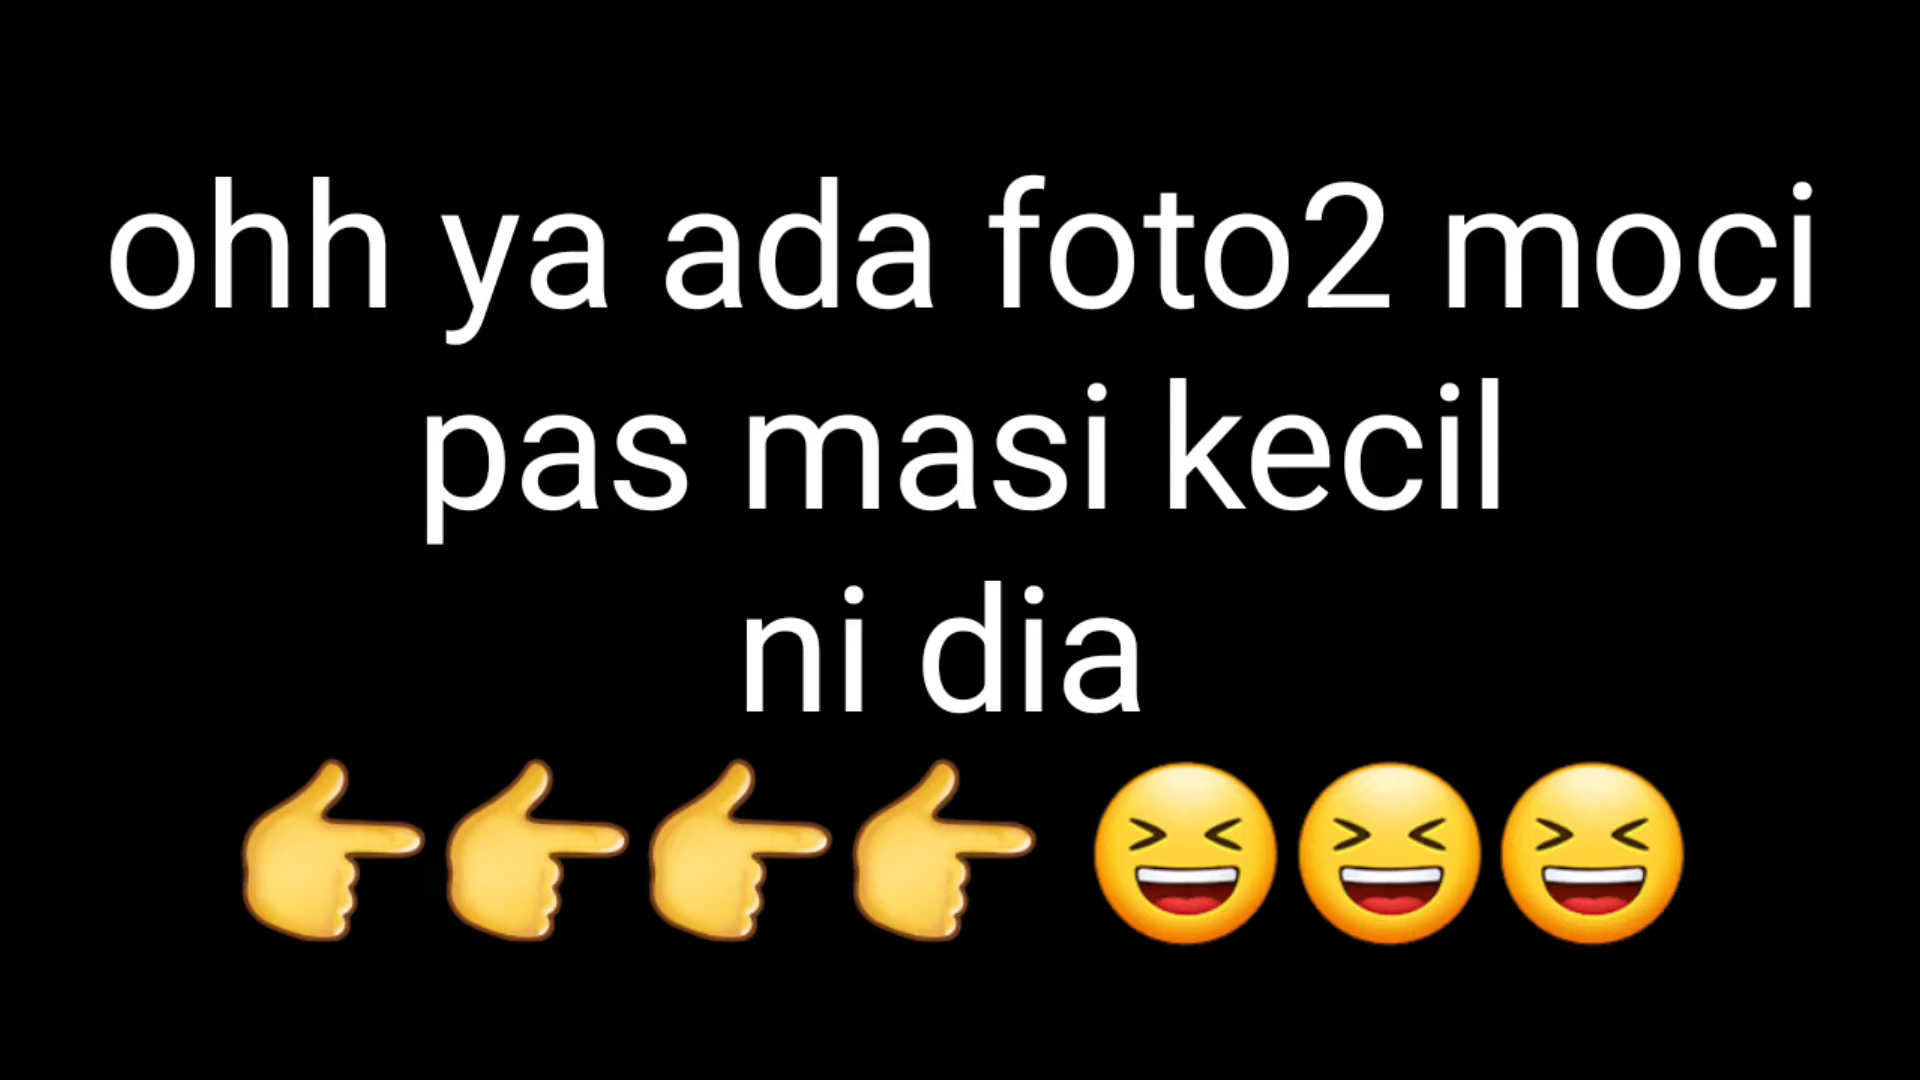 ohh ya ada foto2 moci
pas masi kecil
ni dia
👉👉👉👉 😆😆😆